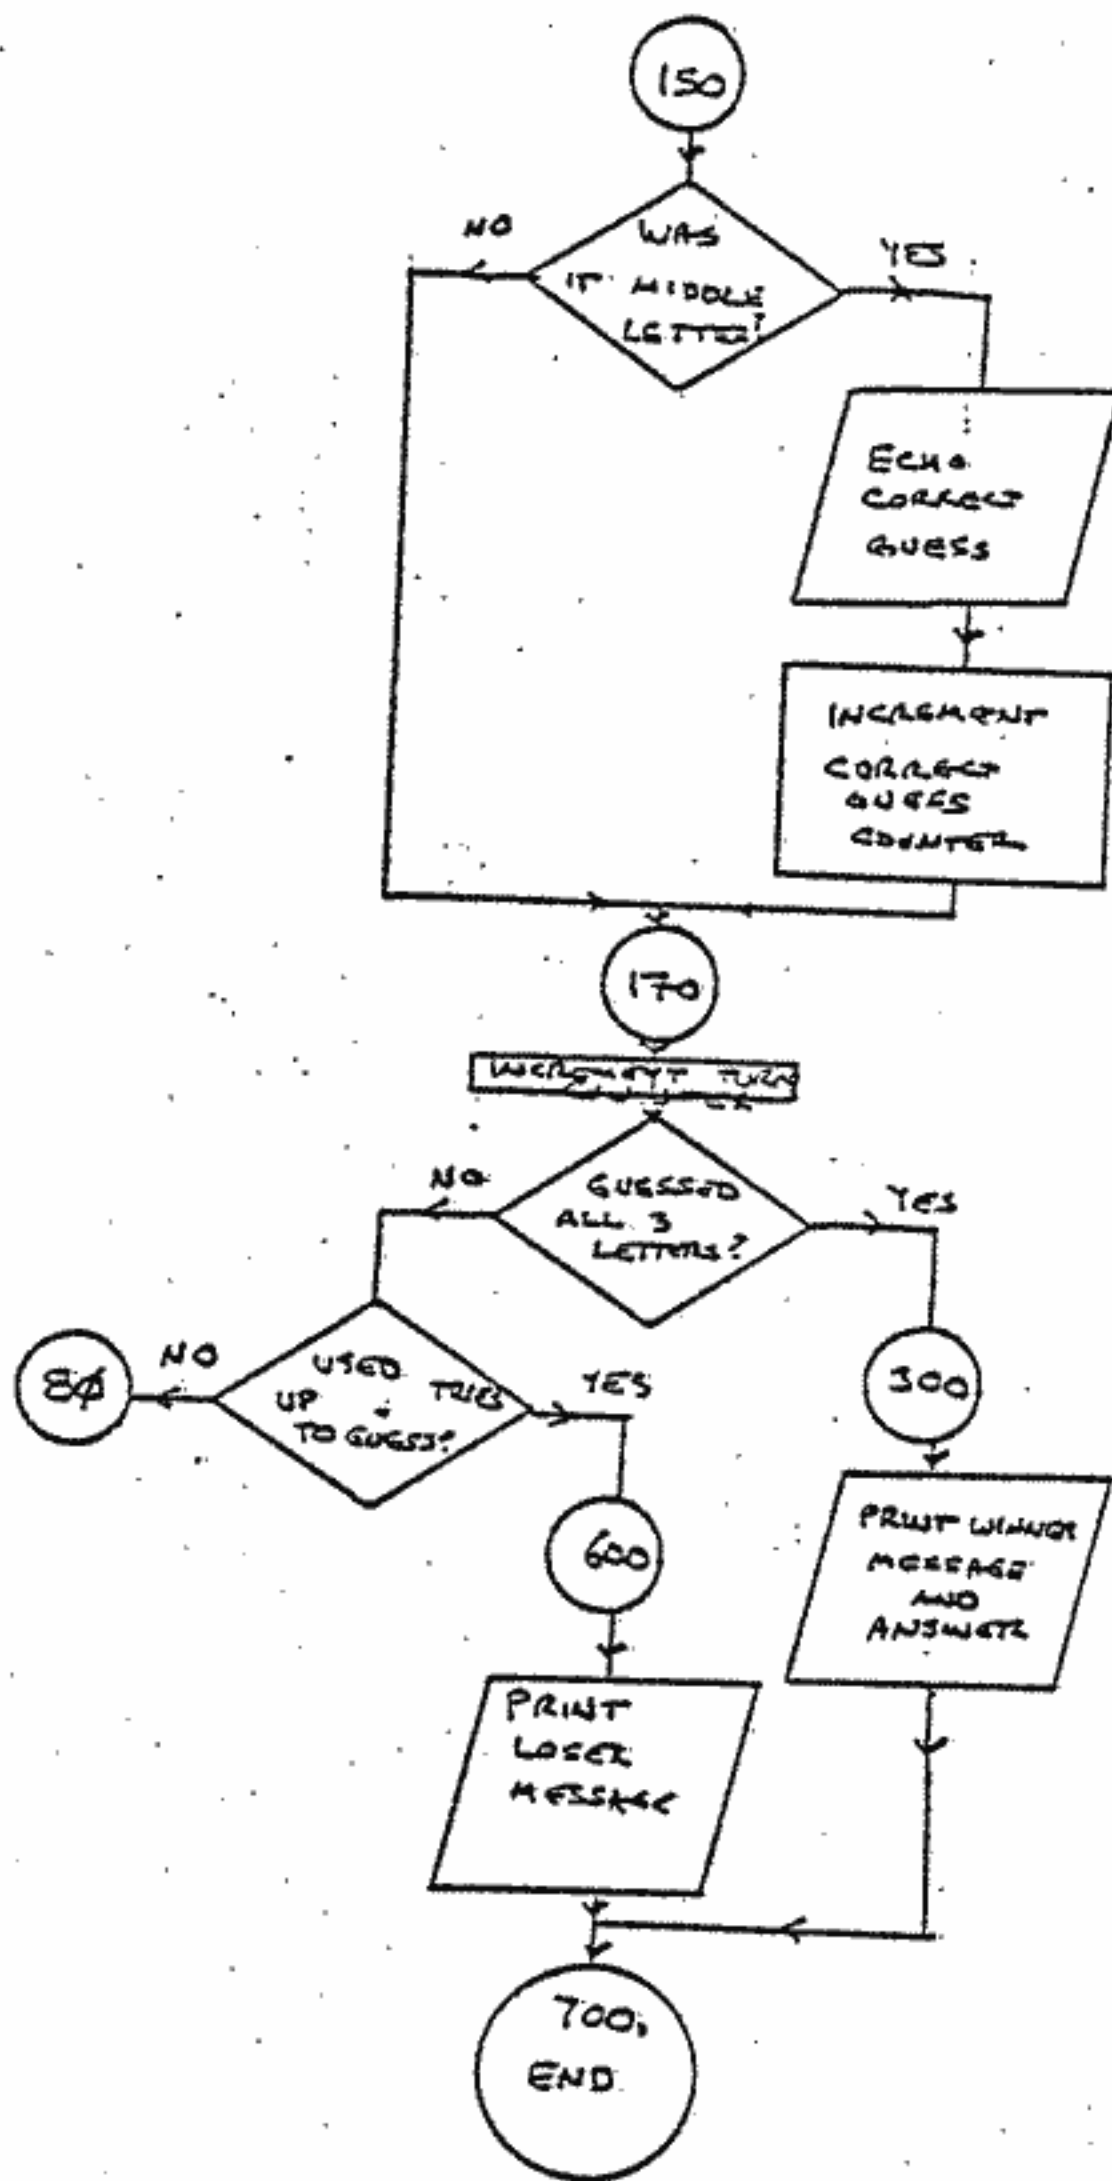 150
WAS
IT MIDDLE
LETTER?
NO
YES
ECHO
CORRECT
GUESS
INCREMENT
CORRECT
GUESS
COUNTER
170
INCREMENT TURN
GUESSED
ALL 3
LETTERS?
NO
YES
USED
UP TRIES
TO GUESS?
NO
YES
80
300
600
PRINT WINNER
MESSAGE
AND
ANSWER
PRINT
LOSER
MESSAGE
700,
END